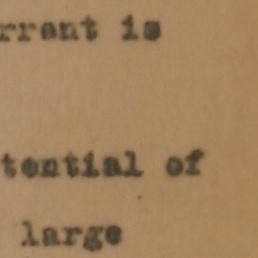 rrent is
tential of
large